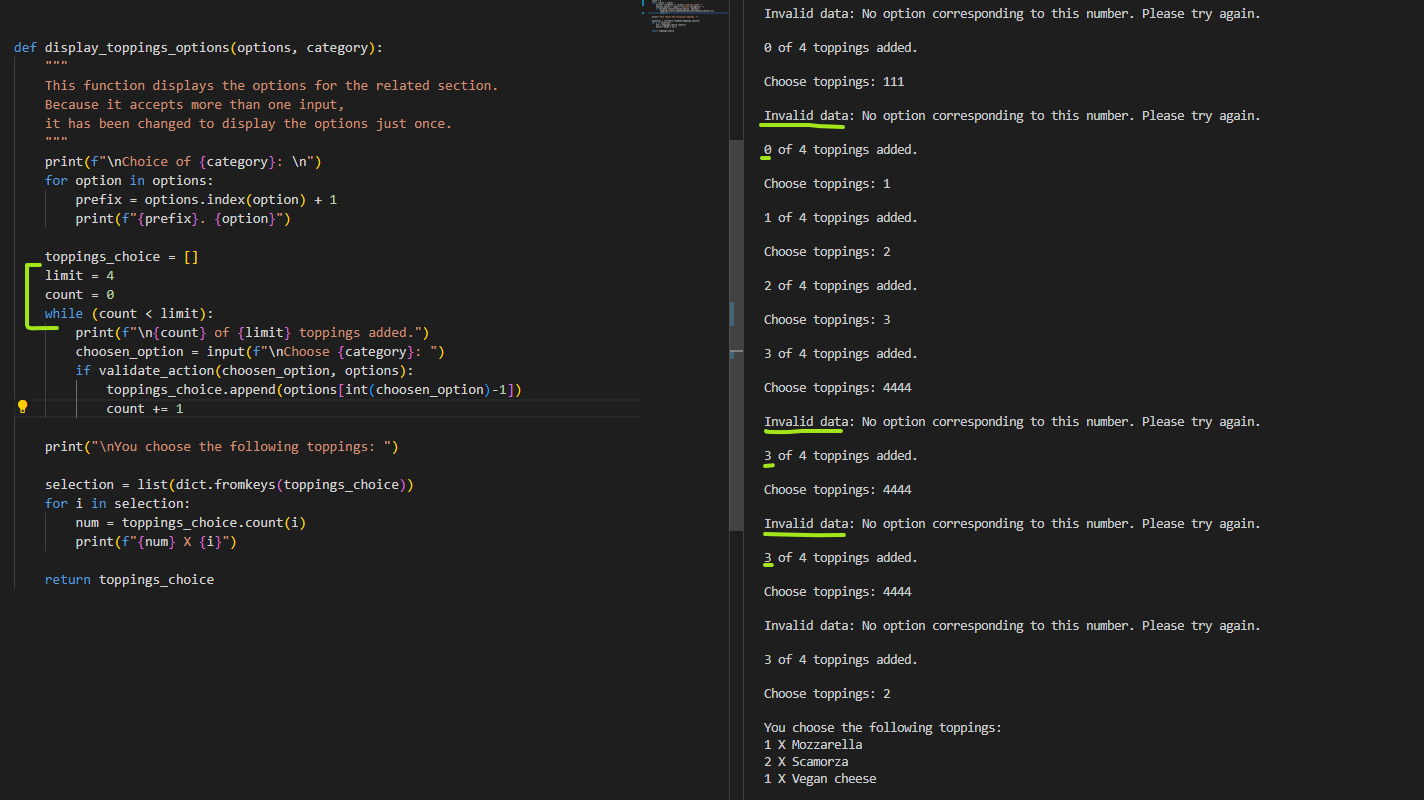 def display_toppings_options(options, category):
"""
This function displays the options for the related section.
Because it accepts more than one input,
it has been changed to display the options just once.
"""
print(f"\nChoice of {category}: \n")
for option in options:
prefix = options.index(option) + 1
print(f"{prefix}. {option}")
toppings_choice = []
limit = 4
count = 0
while (count < limit):
print(f"\n{count} of {limit} toppings added.")
choosen_option = input(f"\nChoose {category}: ")
if validate_action(choosen_option, options):
toppings_choice.append(options[int(choosen_option)-1])
count += 1
print("\nYou choose the following toppings: ")
selection = list(dict.fromkeys(toppings_choice))
for i in selection:
num = toppings_choice.count(i)
print(f"{num} X {i}")
return toppings_choice
Invalid data: No option corresponding to this number. Please try again.
0 of 4 toppings added.
Choose toppings: 111
Invalid data: No option corresponding to this number. Please try again.
0 of 4 toppings added.
Choose toppings: 1
1 of 4 toppings added.
Choose toppings: 2
2 of 4 toppings added.
Choose toppings: 3
3 of 4 toppings added.
Choose toppings: 4444
Invalid data: No option corresponding to this number. Please try again.
3 of 4 toppings added.
Choose toppings: 4444
Invalid data: No option corresponding to this number. Please try again.
3 of 4 toppings added.
Choose toppings: 4444
Invalid data: No option corresponding to this number. Please try again.
3 of 4 toppings added.
Choose toppings: 2
You choose the following toppings:
1 X Mozzarella
2 X Scamorza
1 X Vegan cheese